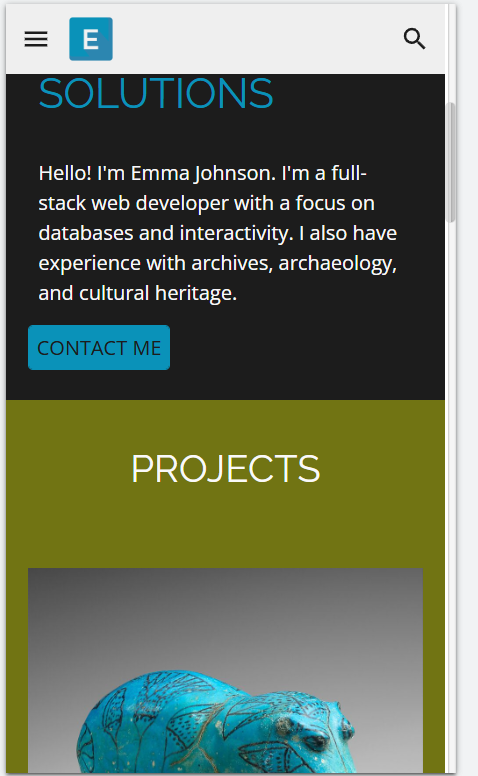 E
SOLUTIONS
Hello! I'm Emma Johnson. I'm a full-
stack web developer with a focus on
databases and interactivity. I also have
experience with archives, archaeology,
and cultural heritage.
CONTACT ME
PROJECTS